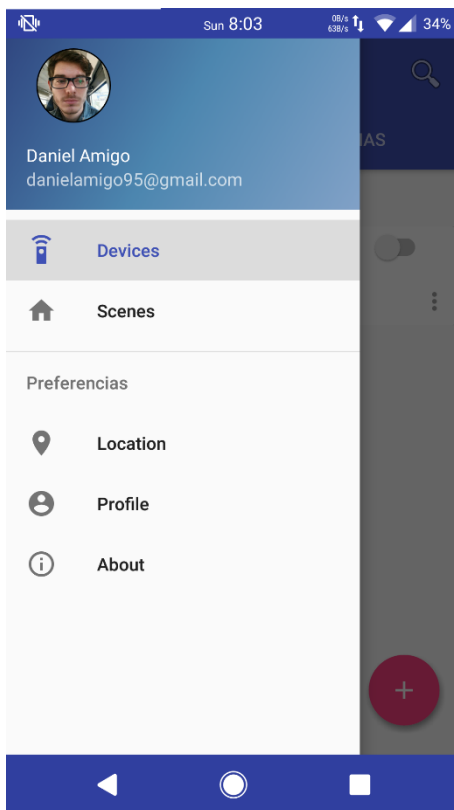 Sun 8:03
0B/s
63B/s
34%
Daniel Amigo
danielamigo95@gmail.com
IAS
Devices
Scenes
Preferencias
Location
Profile
About